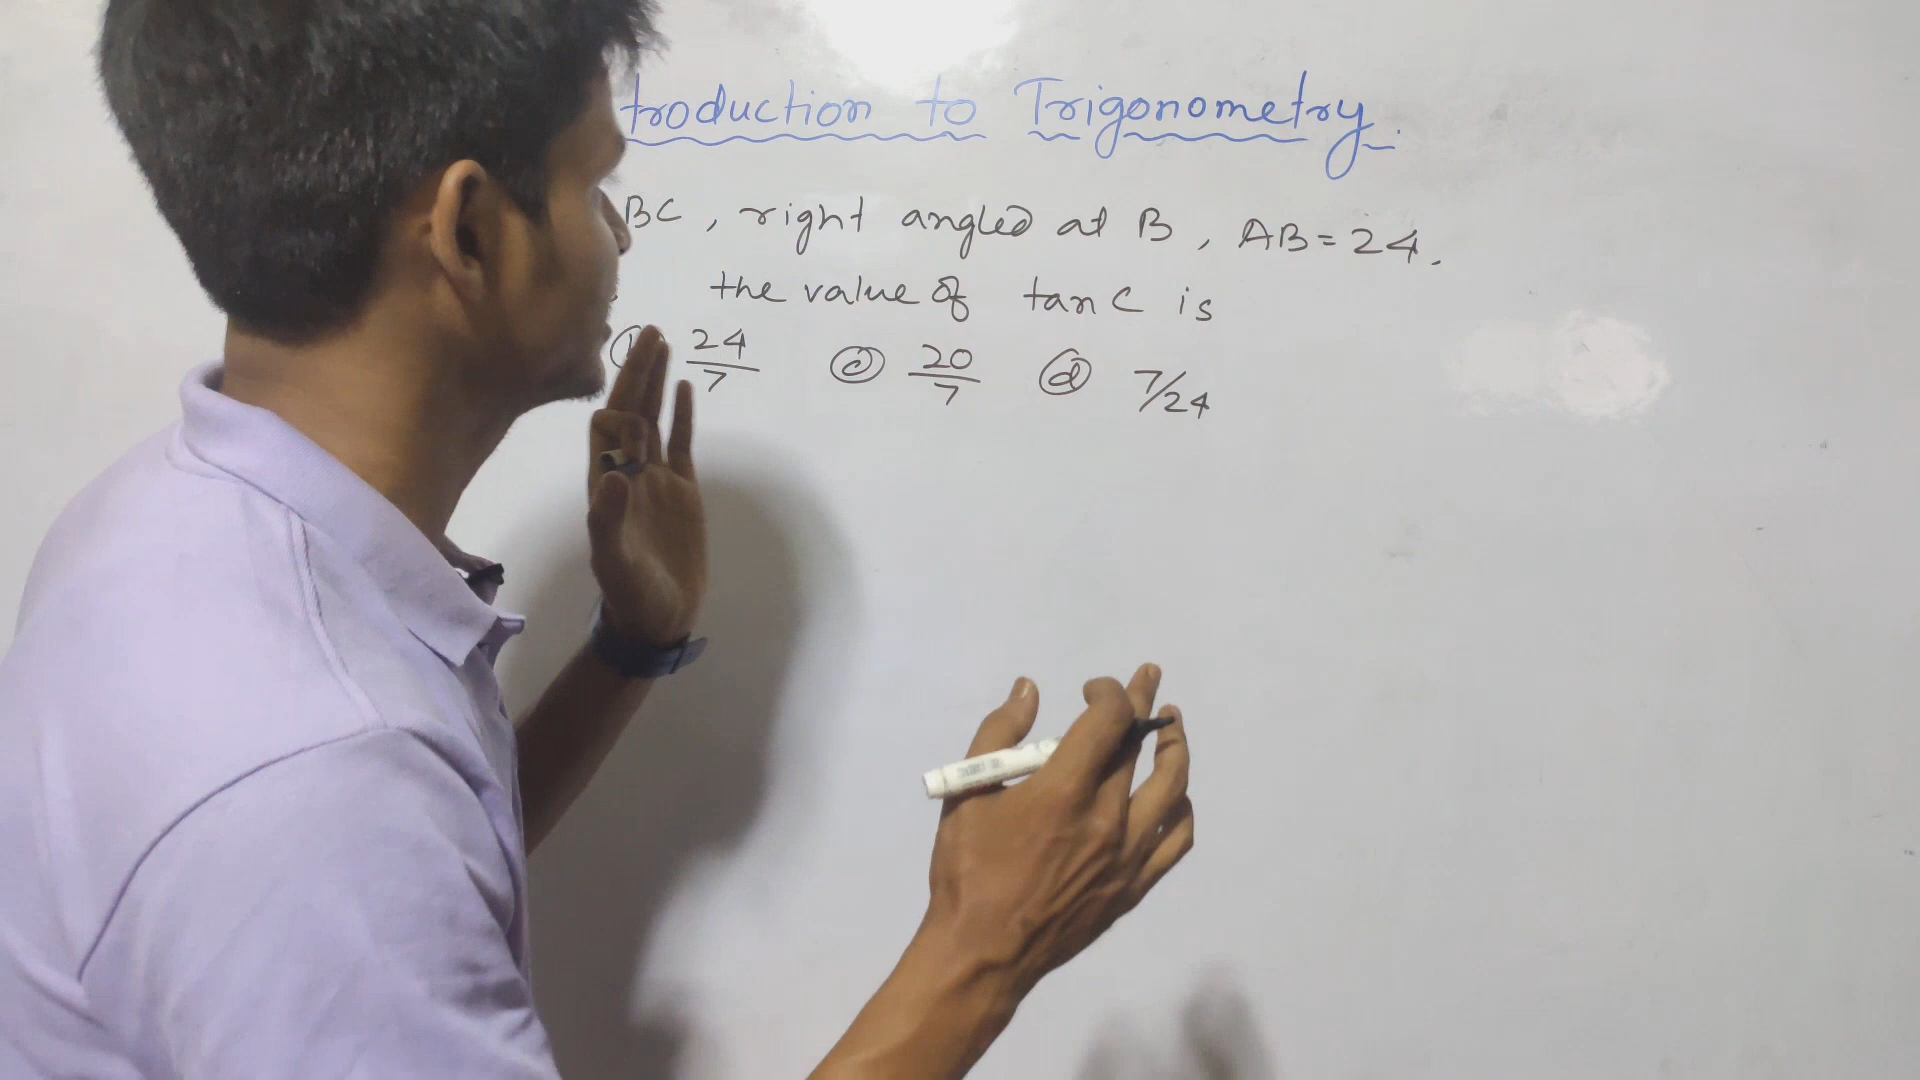 troduction to Trigonometry.
BC, right angled at B, AB = 24,
the value of tan C is
24/7 (c) 20/7 (d) 7/24